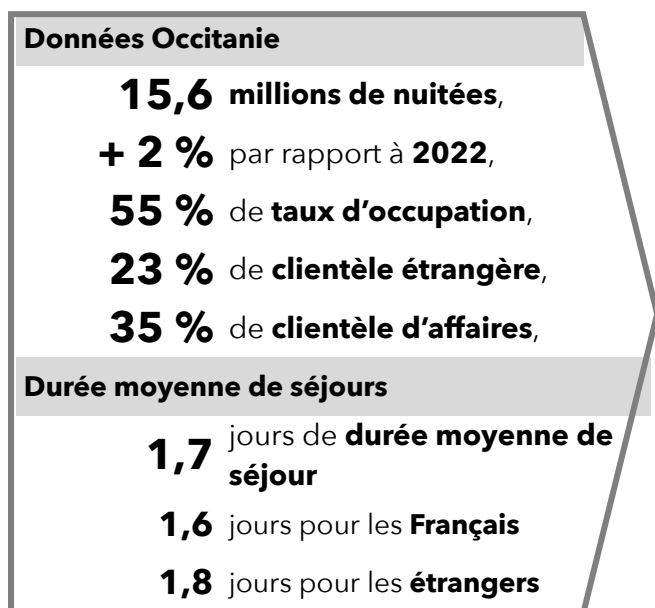 Données Occitanie
15,6 millions de nuitées,
+ 2 % par rapport à 2022,
55 % de taux d’occupation,
23 % de clientèle étrangère,
35 % de clientèle d’affaires,
Durée moyenne de séjours
1,7 jours de durée moyenne de
séjour
1,6 jours pour les Français
1,8 jours pour les étrangers